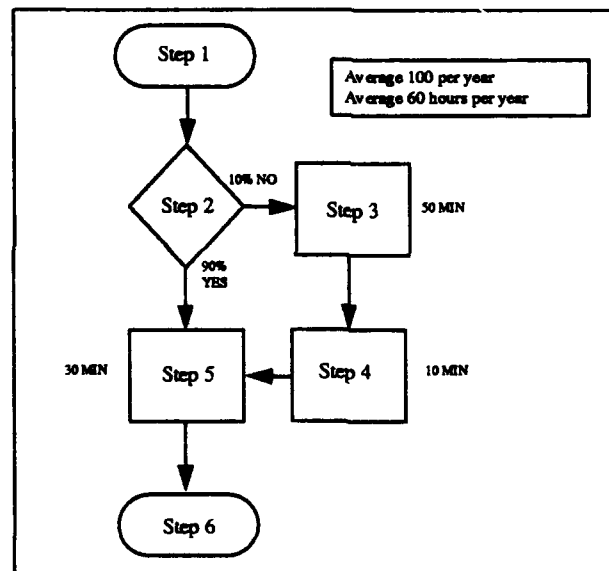 Step 1
Average 100 per year
Average 60 hours per year
10% NO
Step 2
Step 3
50 MIN
90%
YES
30 MIN
Step 5
Step 4
10 MIN
Step 6